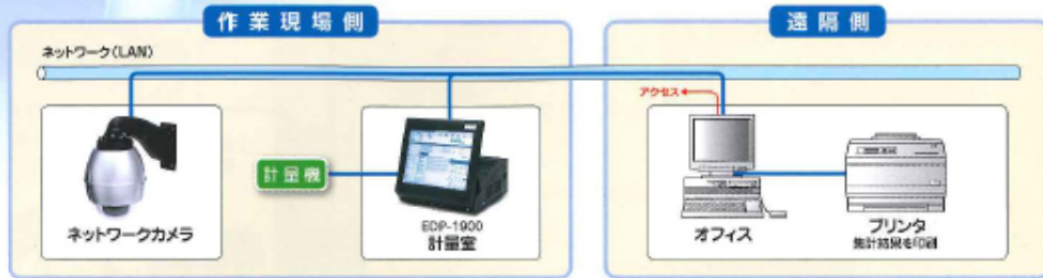 作業現場側
遠隔側
ネットワーク(LAN)
アクセス
計量機
ネットワークカメラ
EDP-1900
計量室
オフィス
プリンタ
集計結果を印刷